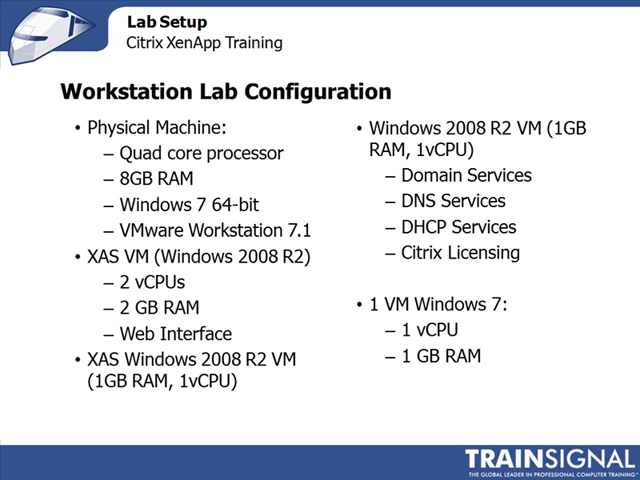 Lab Setup
Citrix XenApp Training
Workstation Lab Configuration
• Physical Machine:
– Quad core processor
– 8GB RAM
– Windows 7 64-bit
– VMware Workstation 7.1
• XAS VM (Windows 2008 R2)
– 2 vCPUs
– 2 GB RAM
– Web Interface
• XAS Windows 2008 R2 VM
(1GB RAM, 1vCPU)
• Windows 2008 R2 VM (1GB
RAM, 1vCPU)
– Domain Services
– DNS Services
– DHCP Services
– Citrix Licensing
• 1 VM Windows 7:
– 1 vCPU
– 1 GB RAM
TRAINSIGNAL
THE GLOBAL LEADER IN PROFESSIONAL COMPUTER TRAINING